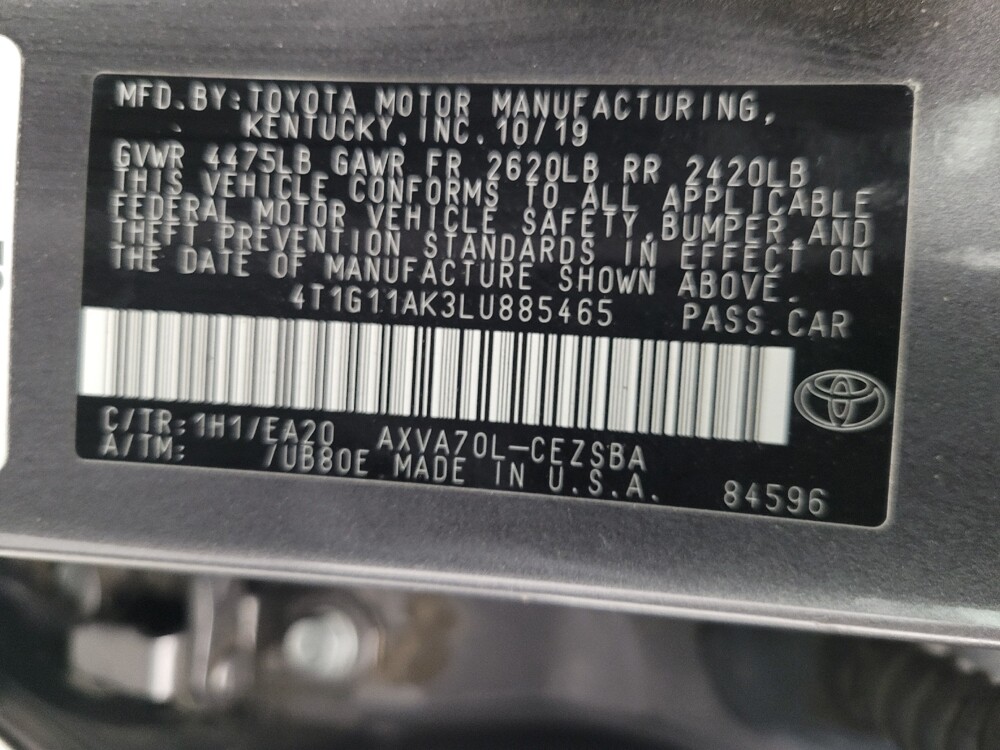 MFD.BY:TOYOTA MOTOR MANUFACTURING,
KENTUCKY,INC.10/19
GVWR 4475LB GAWR FR 2620LB RR 2420LB
THIS VEHICLE CONFORMS TO ALL APPLICABLE
FEDERAL MOTOR VEHICLE SAFETY,BUMPER,AND
THEFT PREVENTION STANDARDS IN EFFECT ON
THE DATE OF MANUFACTURE SHOWN ABOVE.
4T1G11AK3LU885465 PASS.CAR
C/TR:1H1/EA20 AXVA70L-CEZSBA
A/TM: /UB80E MADE IN U.S.A. 84596